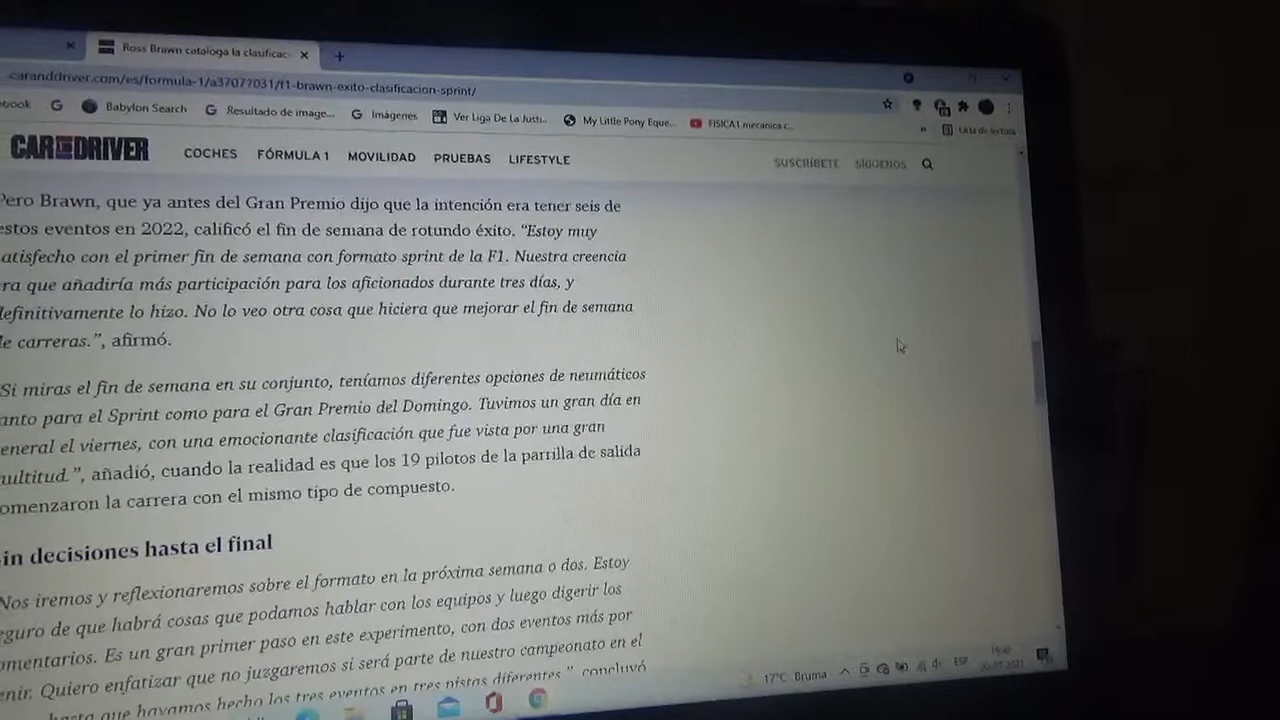 Ross Brawn cataloga la clasificac
caranddriver.com/es/formula-1/a37077031/f1-brawn-exito-clasificacion-sprint/
book Babylon Search Resultado de image... Imágenes Ver Liga De La Justi... My Little Pony Eque... FISICA1 mecanica c...
Lista de lectura
CAR AND DRIVER COCHES FÓRMULA 1 MOVILIDAD PRUEBAS LIFESTYLE SUSCRÍBETE SÍGUENOS
Pero Brawn, que ya antes del Gran Premio dijo que la intención era tener seis de
estos eventos en 2022, calificó el fin de semana de rotundo éxito. “Estoy muy
atisfecho con el primer fin de semana con formato sprint de la F1. Nuestra creencia
ra que añadiría más participación para los aficionados durante tres días, y
definitivamente lo hizo. No lo veo otra cosa que hiciera que mejorar el fin de semana
de carreras.”, afirmó.
Si miras el fin de semana en su conjunto, teníamos diferentes opciones de neumáticos
anto para el Sprint como para el Gran Premio del Domingo. Tuvimos un gran día en
eneral el viernes, con una emocionante clasificación que fue vista por una gran
ultitud.”, añadió, cuando la realidad es que los 19 pilotos de la parrilla de salida
omenzaron la carrera con el mismo tipo de compuesto.
in decisiones hasta el final
Nos iremos y reflexionaremos sobre el formato en la próxima semana o dos. Estoy
eguro de que habrá cosas que podamos hablar con los equipos y luego digerir los
omentarios. Es un gran primer paso en este experimento, con dos eventos más por
enir. Quiero enfatizar que no juzgaremos si será parte de nuestro campeonato en el
hasta que hayamos hecho los tres eventos en tres pistas diferentes.”, concluyó
17°C Bruma ESP